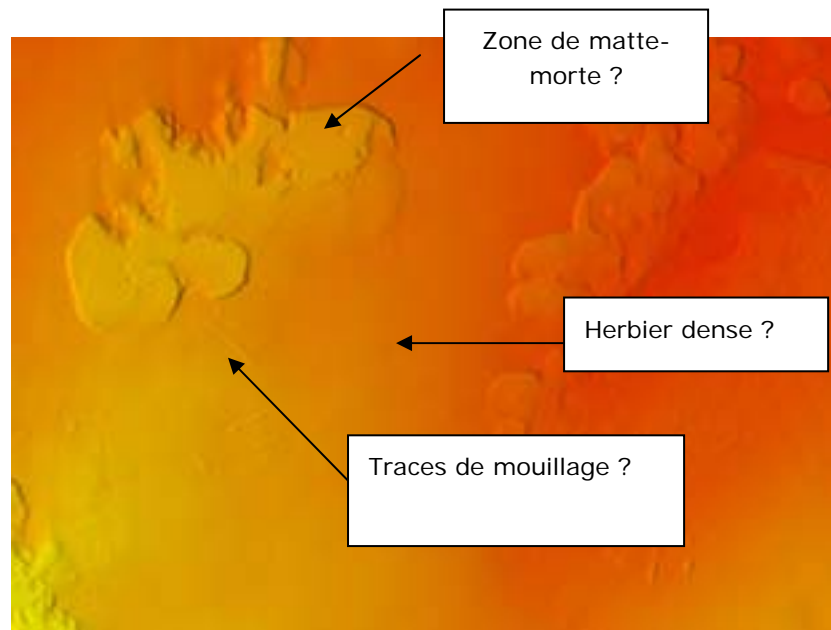 Zone de matte-
morte ?
Herbier dense ?
Traces de mouillage ?